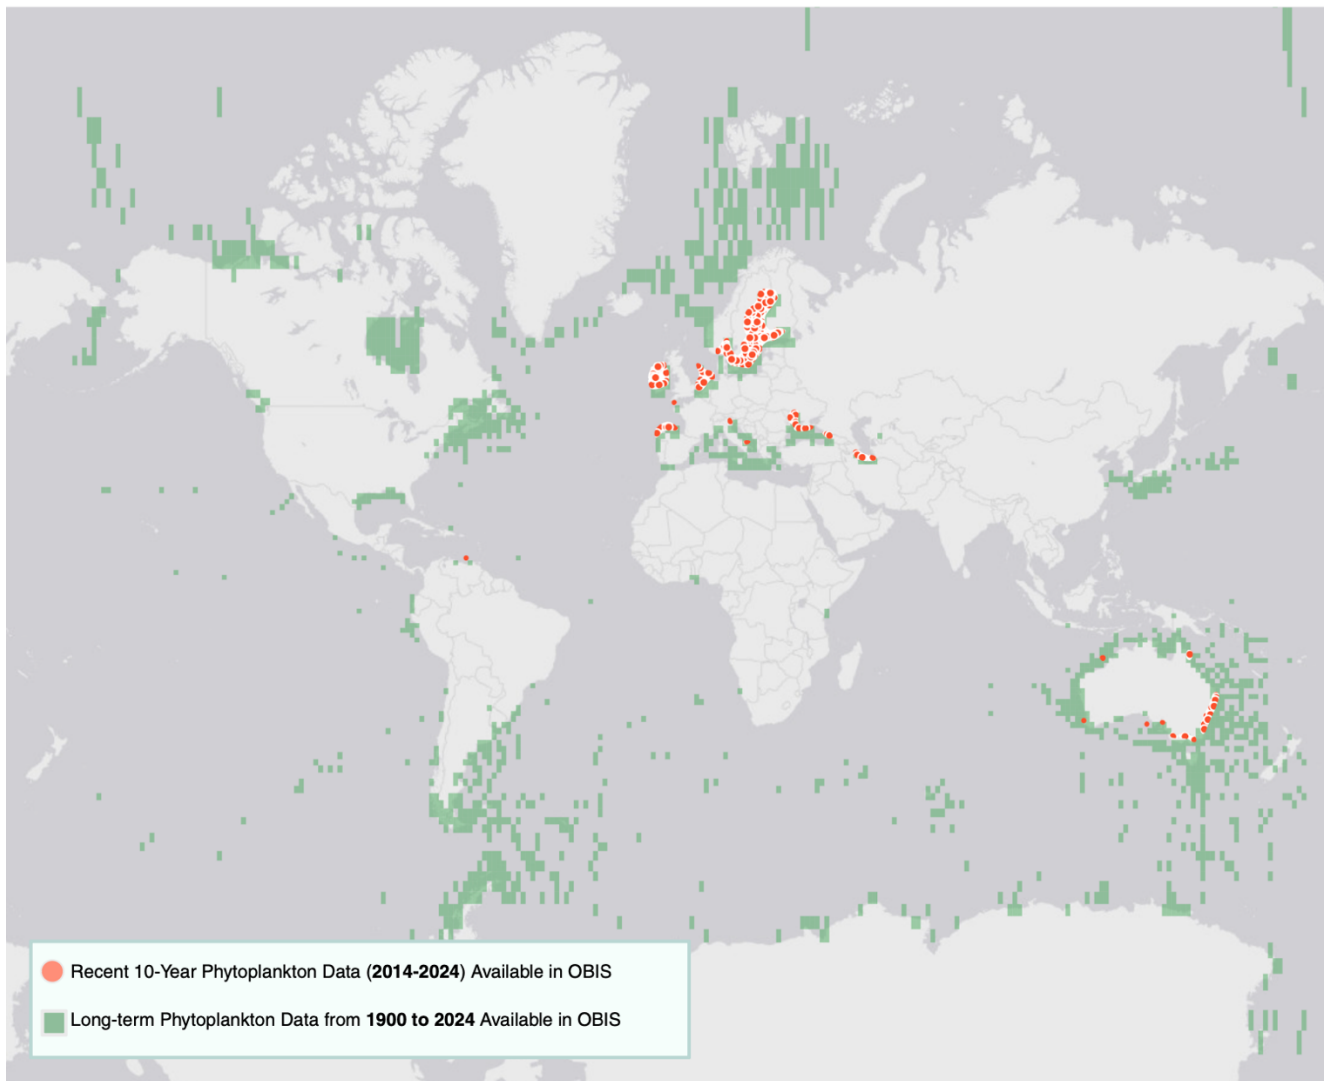 Recent 10-Year Phytoplankton Data (2014-2024) Available in OBIS
Long-term Phytoplankton Data from 1900 to 2024 Available in OBIS